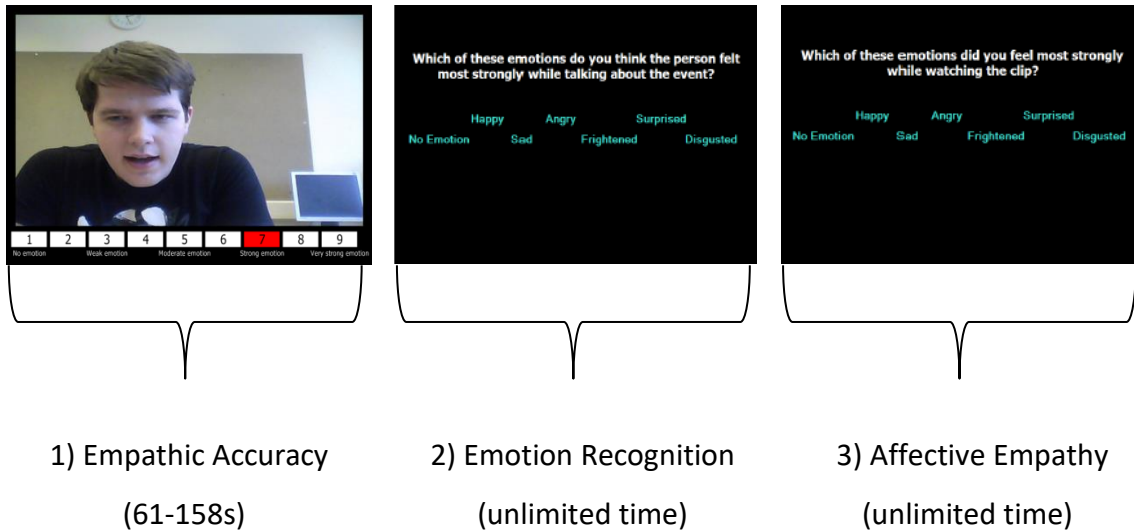 1 2 3 4 5 6 7 8 9
No emotion Weak emotion Moderate emotion Strong emotion Very strong emotion
Which of these emotions do you think the person felt
most strongly while talking about the event?
Happy Angry Surprised
No Emotion Sad Frightened Disgusted
Which of these emotions did you feel most strongly
while watching the clip?
Happy Angry Surprised
No Emotion Sad Frightened Disgusted
1) Empathic Accuracy
(61-158s)
2) Emotion Recognition
(unlimited time)
3) Affective Empathy
(unlimited time)